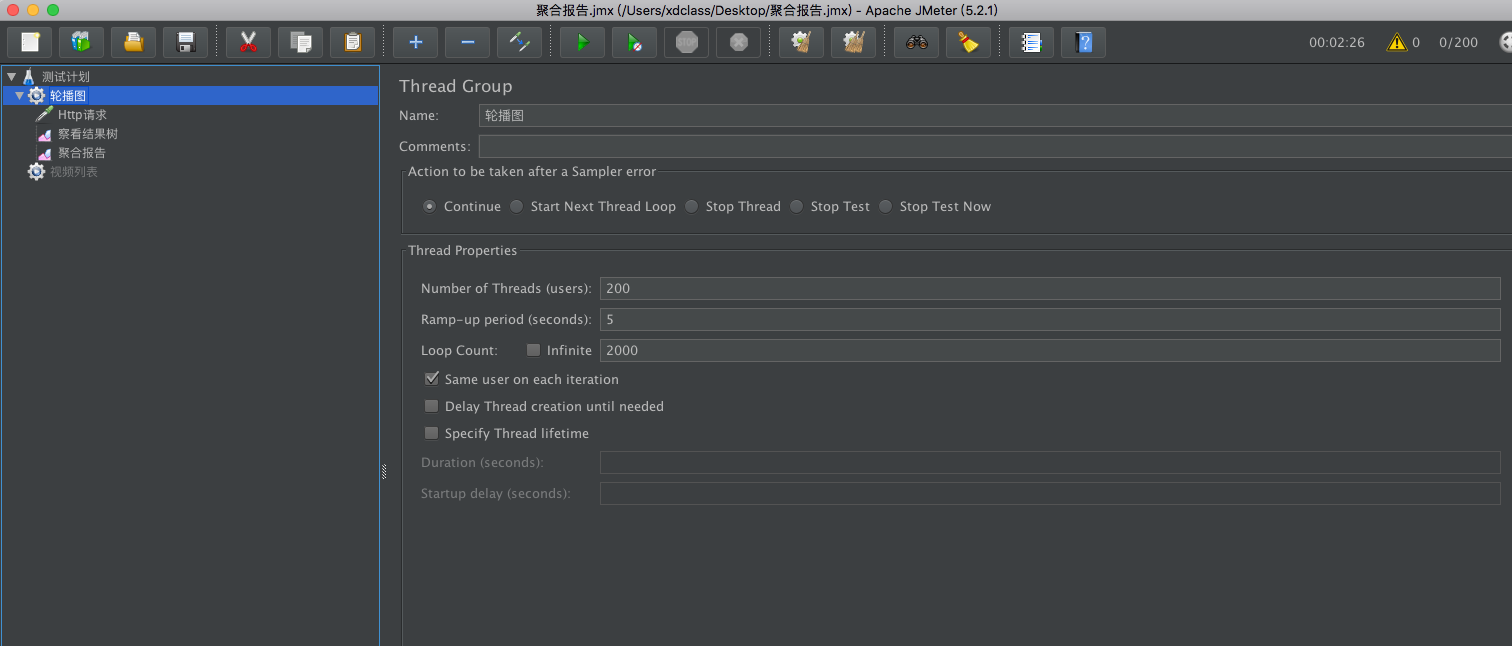 聚合报告.jmx (/Users/xdclass/Desktop/聚合报告.jmx) - Apache JMeter (5.2.1)
STOP
00:02:26 0 0/200
测试计划
轮播图
Http请求
察看结果树
聚合报告
视频列表
Thread Group
Name: 轮播图
Comments:
Action to be taken after a Sampler error
Continue Start Next Thread Loop Stop Thread Stop Test Stop Test Now
Thread Properties
Number of Threads (users): 200
Ramp-up period (seconds): 5
Loop Count: Infinite 2000
Same user on each iteration
Delay Thread creation until needed
Specify Thread lifetime
Duration (seconds):
Startup delay (seconds):